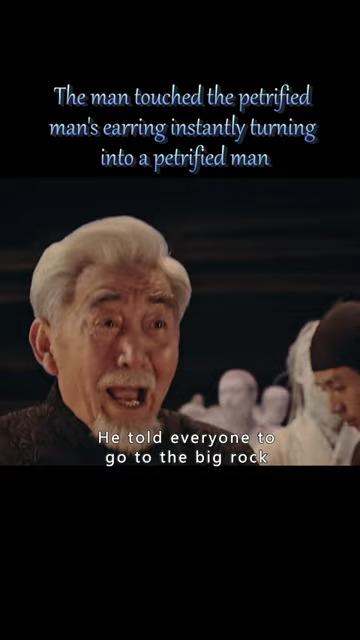 The man touched the petrified
man's earring instantly turning
into a petrified man
He told everyone to
go to the big rock